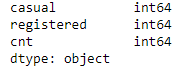 casual int64
registered int64
cnt int64
dtype: object